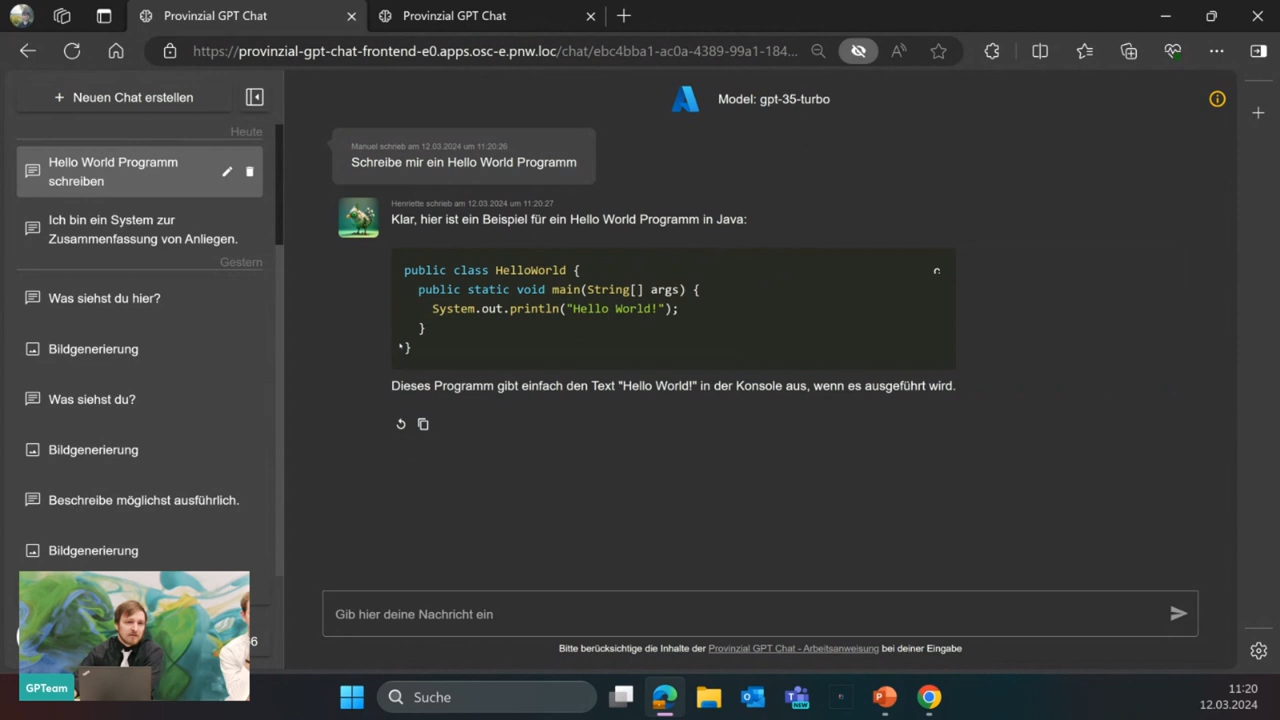 Provinzial GPT Chat
Provinzial GPT Chat
https://provinzial-gpt-chat-frontend-e0.apps.osc-e.pnw.loc/chat/ebc4bba1-ac0a-4389-99a1-184...
+ Neuen Chat erstellen
Heute
Hello World Programm
schreiben
Ich bin ein System zur
Zusammenfassung von Anliegen.
Gestern
Was siehst du hier?
Bildgenerierung
Was siehst du?
Bildgenerierung
Beschreibe möglichst ausführlich.
Bildgenerierung
GPTeam
Model: gpt-35-turbo
Manuel schrieb am 12.03.2024 um 11:20:26
Schreibe mir ein Hello World Programm
Henriette schrieb am 12.03.2024 um 11:20:27
Klar, hier ist ein Beispiel für ein Hello World Programm in Java:
public class HelloWorld {
public static void main(String[] args) {
System.out.println("Hello World!");
}
}
Dieses Programm gibt einfach den Text "Hello World!" in der Konsole aus, wenn es ausgeführt wird.
Gib hier deine Nachricht ein
Bitte berücksichtige die Inhalte der Provinzial GPT Chat - Arbeitsanweisung bei deiner Eingabe
Suche
11:20
12.03.2024